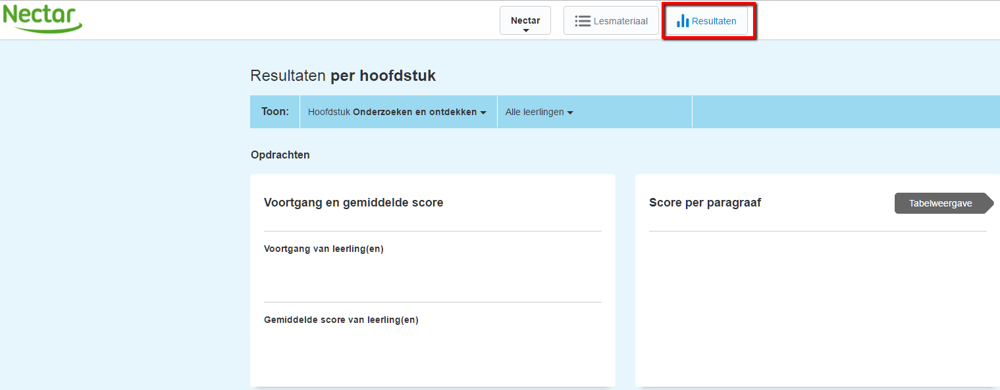 Nectar
Nectar
Lesmateriaal
Resultaten
Resultaten per hoofdstuk
Toon:
Hoofdstuk Onderzoeken en ontdekken
Alle leerlingen
Opdrachten
Voortgang en gemiddelde score
Voortgang van leerling(en)
Gemiddelde score van leerling(en)
Score per paragraaf
Tabelweergave